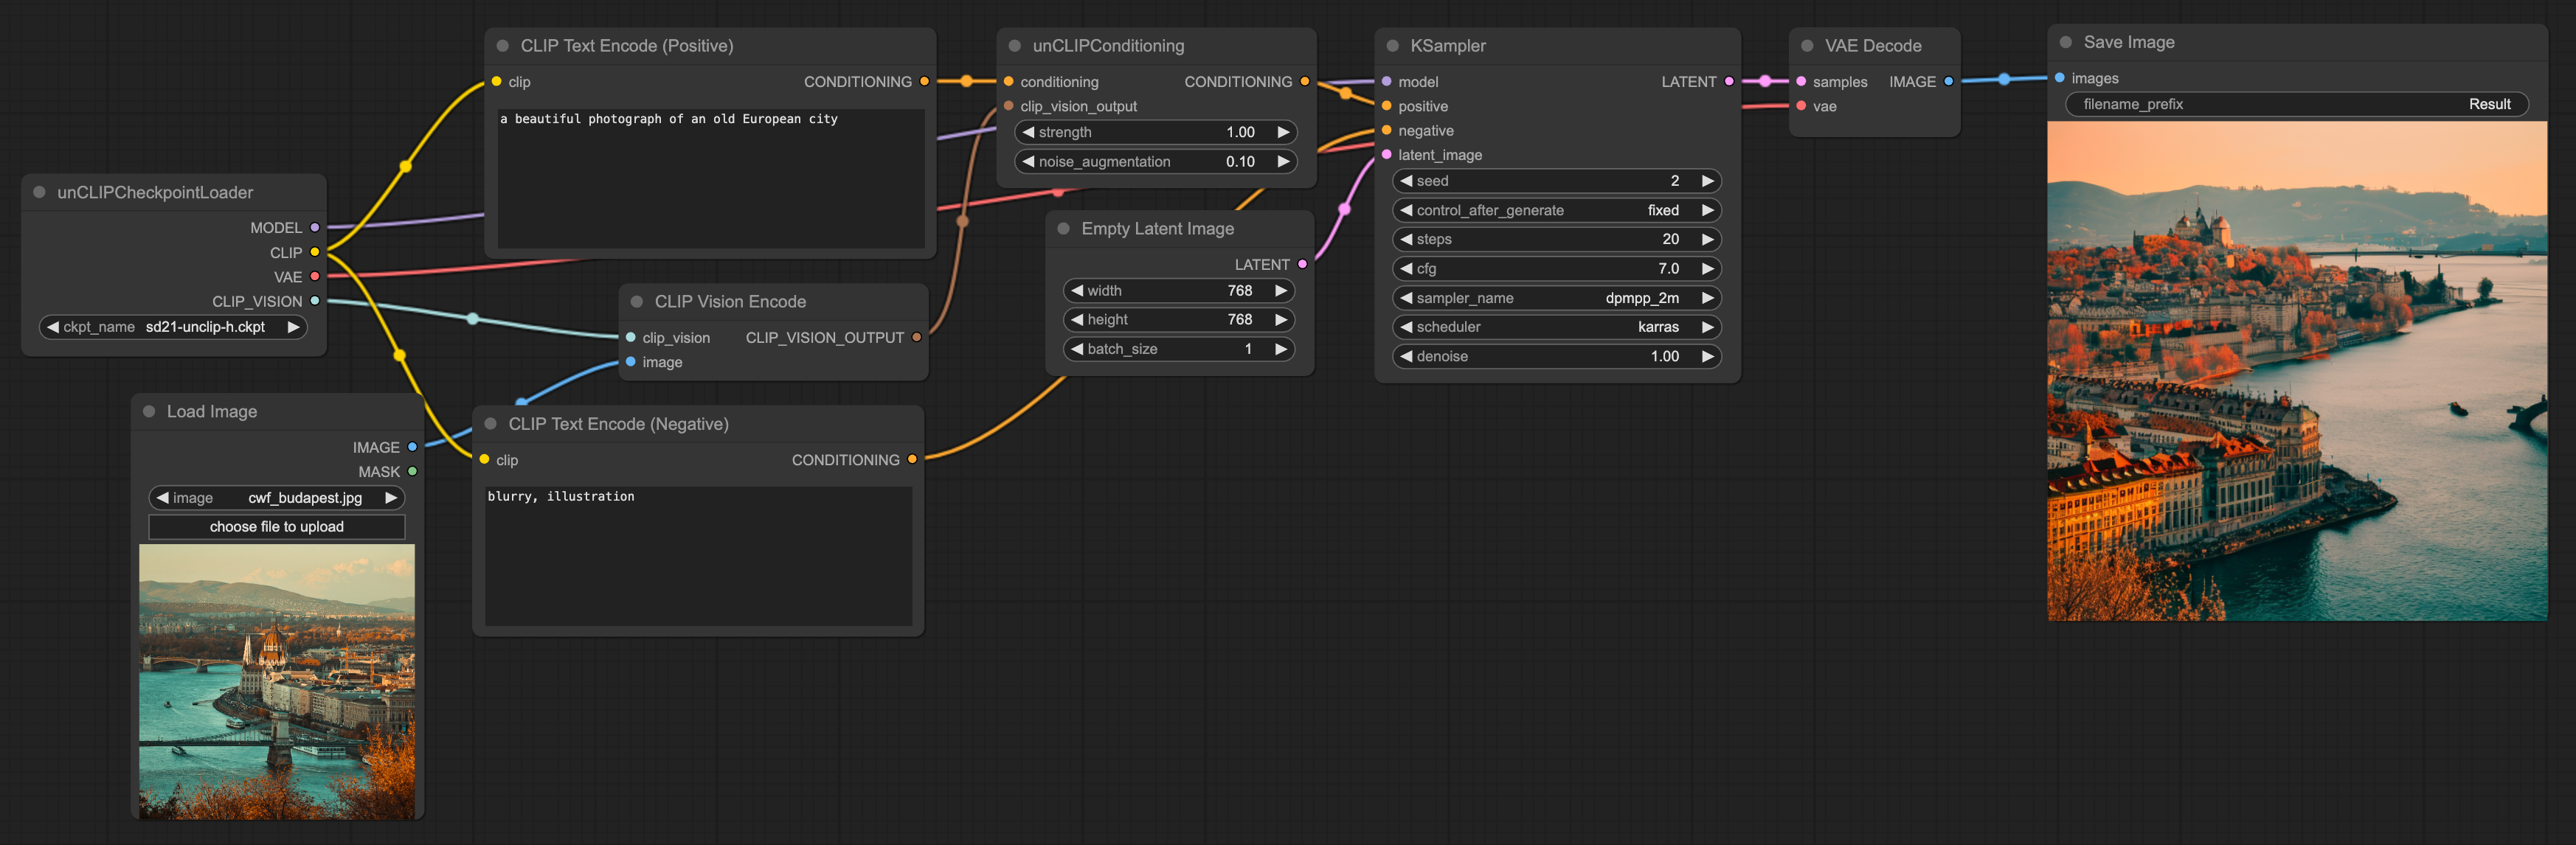 unCLIPCheckpointLoader
MODEL
CLIP
VAE
CLIP_VISION
ckpt_name sd21-unclip-h.ckpt
Load Image
IMAGE
MASK
image cwf_budapest.jpg
choose file to upload
CLIP Text Encode (Positive)
clip CONDITIONING
a beautiful photograph of an old European city
CLIP Vision Encode
clip_vision CLIP_VISION_OUTPUT
image
CLIP Text Encode (Negative)
clip CONDITIONING
blurry, illustration
unCLIPConditioning
conditioning CONDITIONING
clip_vision_output
strength 1.00
noise_augmentation 0.10
Empty Latent Image
LATENT
width 768
height 768
batch_size 1
KSampler
model LATENT
positive
negative
latent_image
seed 2
control_after_generate fixed
steps 20
cfg 7.0
sampler_name dpmpp_2m
scheduler karras
denoise 1.00
VAE Decode
samples IMAGE
vae
Save Image
images
filename_prefix Result